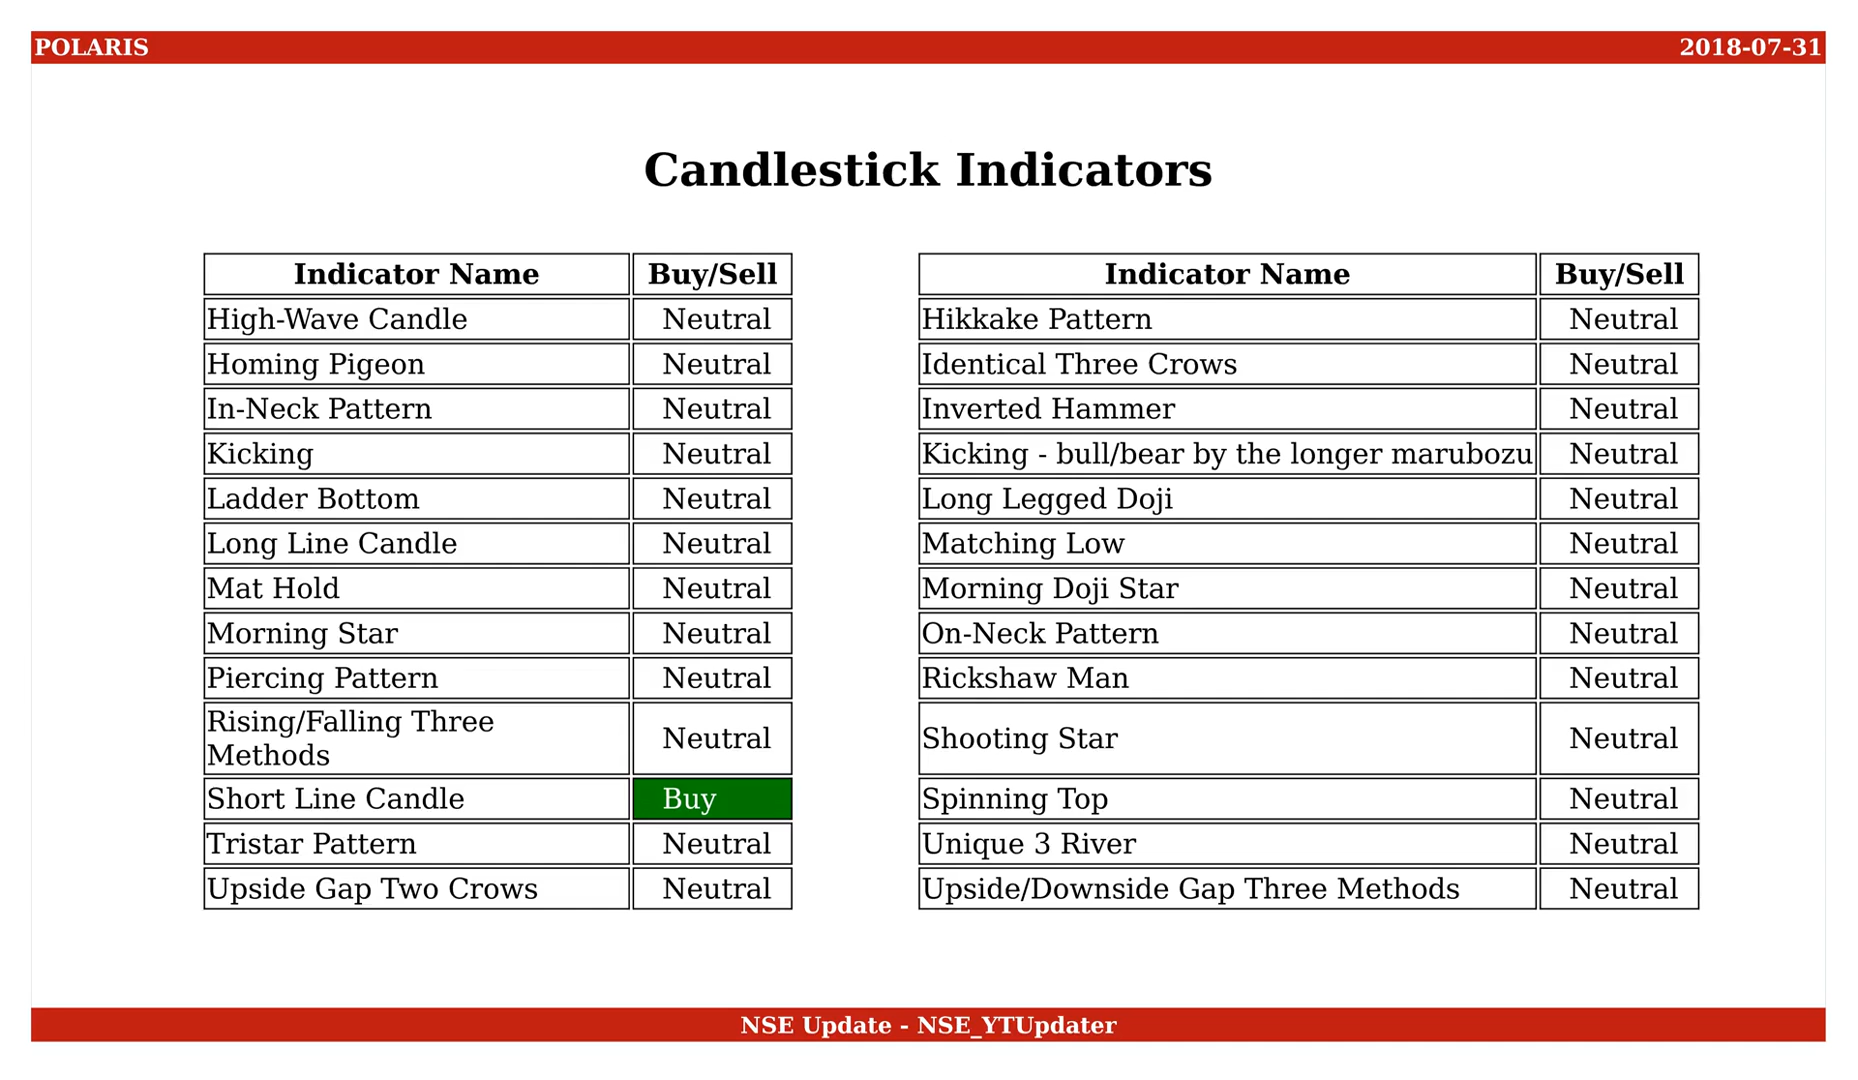 POLARIS 2018-07-31
Candlestick Indicators
Indicator Name Buy/Sell Indicator Name Buy/Sell
High-Wave Candle Neutral Hikkake Pattern Neutral
Homing Pigeon Neutral Identical Three Crows Neutral
In-Neck Pattern Neutral Inverted Hammer Neutral
Kicking Neutral Kicking - bull/bear by the longer marubozu Neutral
Ladder Bottom Neutral Long Legged Doji Neutral
Long Line Candle Neutral Matching Low Neutral
Mat Hold Neutral Morning Doji Star Neutral
Morning Star Neutral On-Neck Pattern Neutral
Piercing Pattern Neutral Rickshaw Man Neutral
Rising/Falling Three
Methods Neutral Shooting Star Neutral
Short Line Candle Buy Spinning Top Neutral
Tristar Pattern Neutral Unique 3 River Neutral
Upside Gap Two Crows Neutral Upside/Downside Gap Three Methods Neutral
NSE Update - NSE_YTUpdater